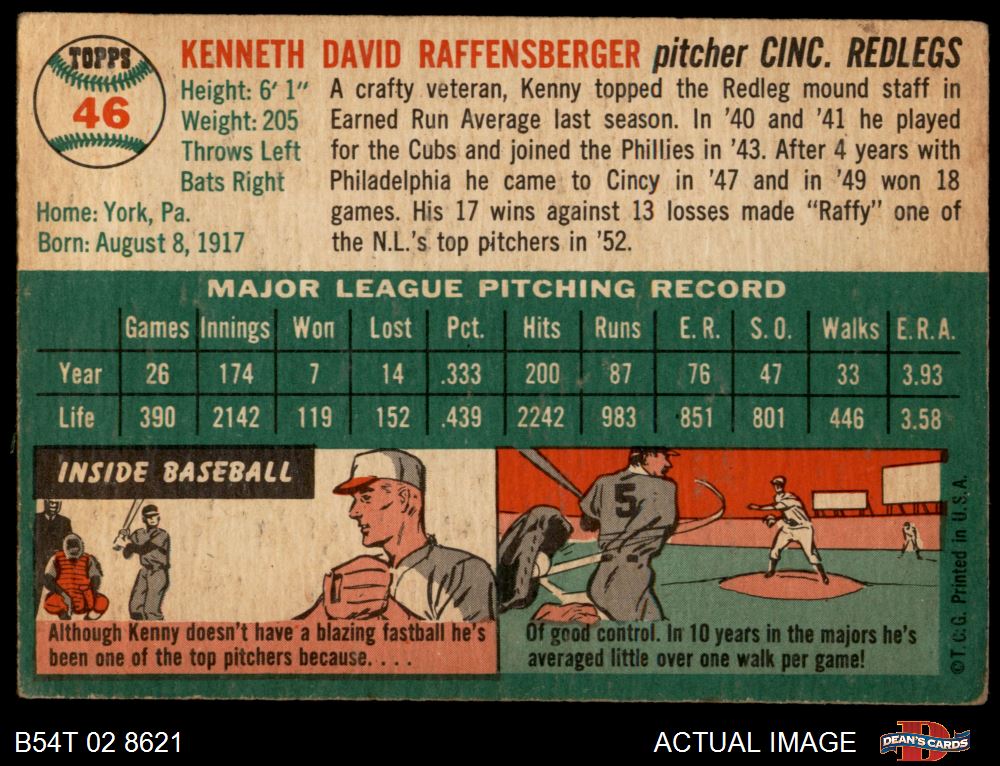 TOPPS
46
KENNETH DAVID RAFFENSBERGER pitcher CINC. REDLEGS
Height: 6' 1"
Weight: 205
Throws Left
Bats Right
Home: York, Pa.
Born: August 8, 1917
A crafty veteran, Kenny topped the Redleg mound staff in
Earned Run Average last season. In '40 and '41 he played
for the Cubs and joined the Phillies in '43. After 4 years with
Philadelphia he came to Cincy in '47 and in '49 won 18
games. His 17 wins against 13 losses made "Raffy" one of
the N.L.'s top pitchers in '52.
MAJOR LEAGUE PITCHING RECORD
Games Innings Won Lost Pct. Hits Runs E. R. S. O. Walks E. R. A.
Year 26 174 7 14 .333 200 87 76 47 33 3.93
Life 390 2142 119 152 .439 2242 983 851 801 446 3.58
INSIDE BASEBALL
Although Kenny doesn't have a blazing fastball he's
been one of the top pitchers because. . . .
5
Of good control. In 10 years in the majors he's
averaged little over one walk per game!
©T. C. G. Printed in U. S. A.
B54T 02 8621
ACTUAL IMAGE
D
DEAN'S CARDS